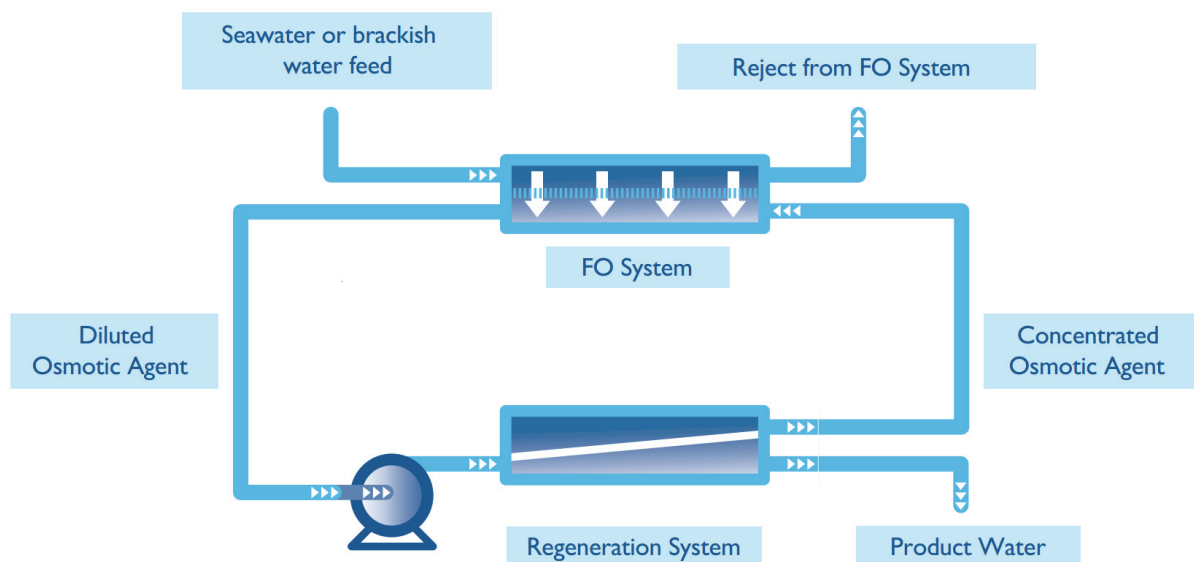 Seawater or brackish
water feed
Reject from FO System
FO System
Diluted
Osmotic Agent
Concentrated
Osmotic Agent
Regeneration System
Product Water